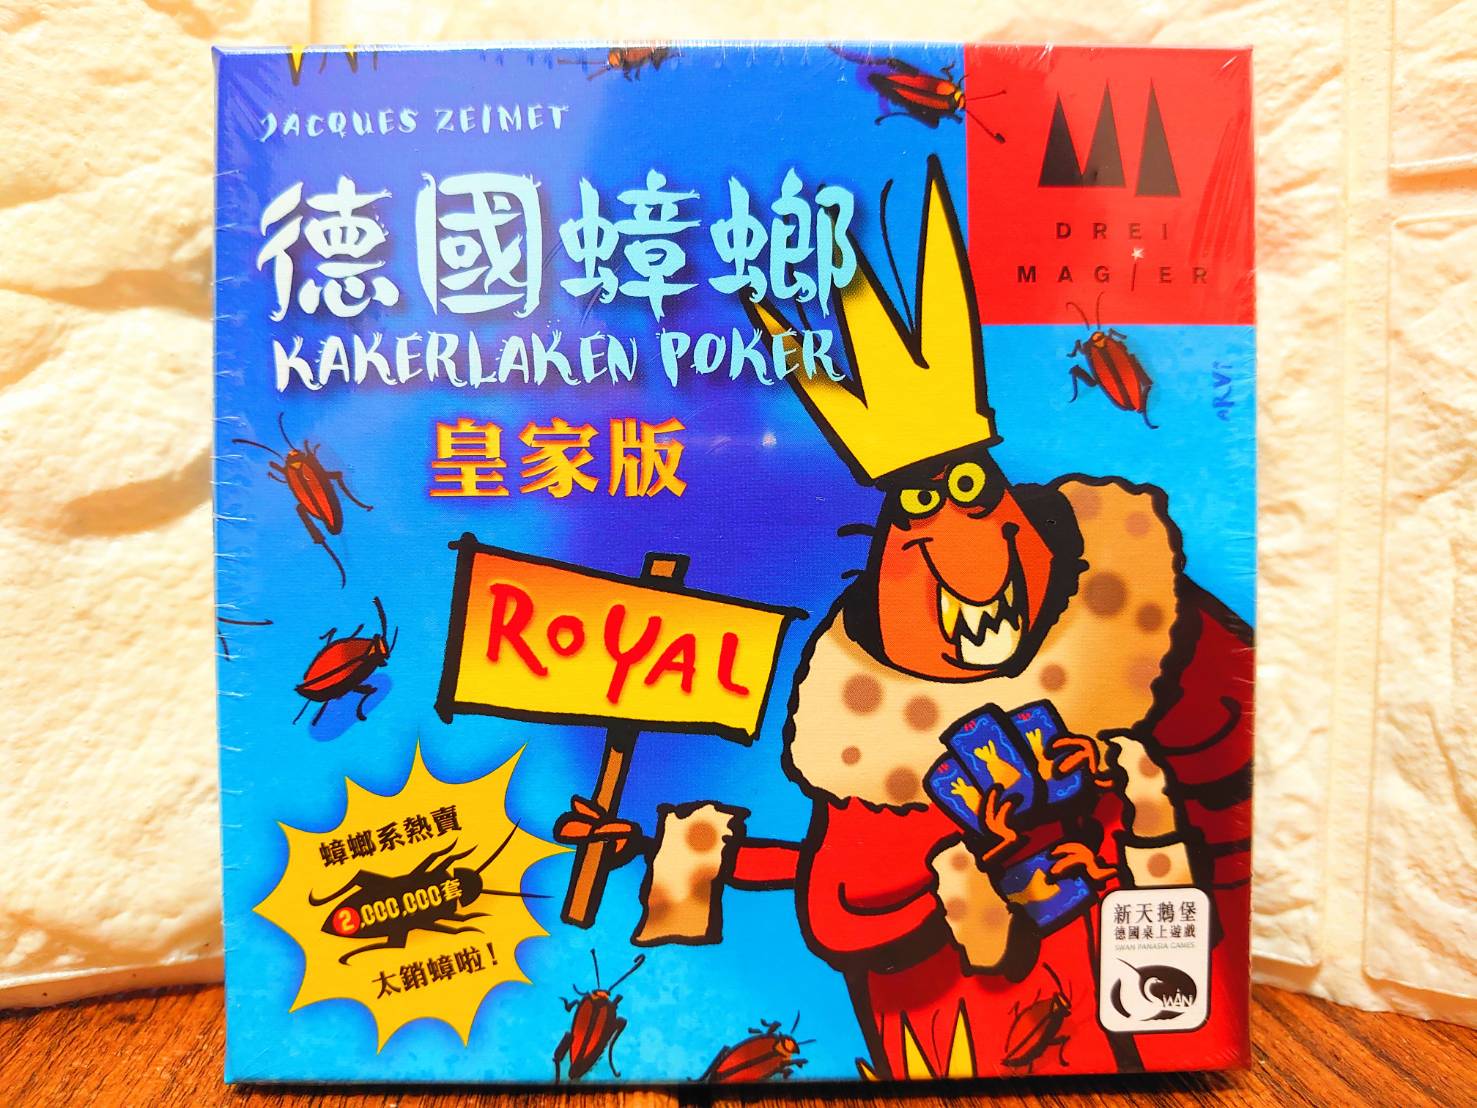 JACQUES ZEIMET
德國蟑螂
KAKERLAKEN POKER
皇家版
DREI
MAGIER
ARVi
ROYAL
蟑螂系熱賣
2,000,000套
太銷蟑啦！
新天鵝堡
德國桌上遊戲
SWAN PANASIA GAMES
SWAN